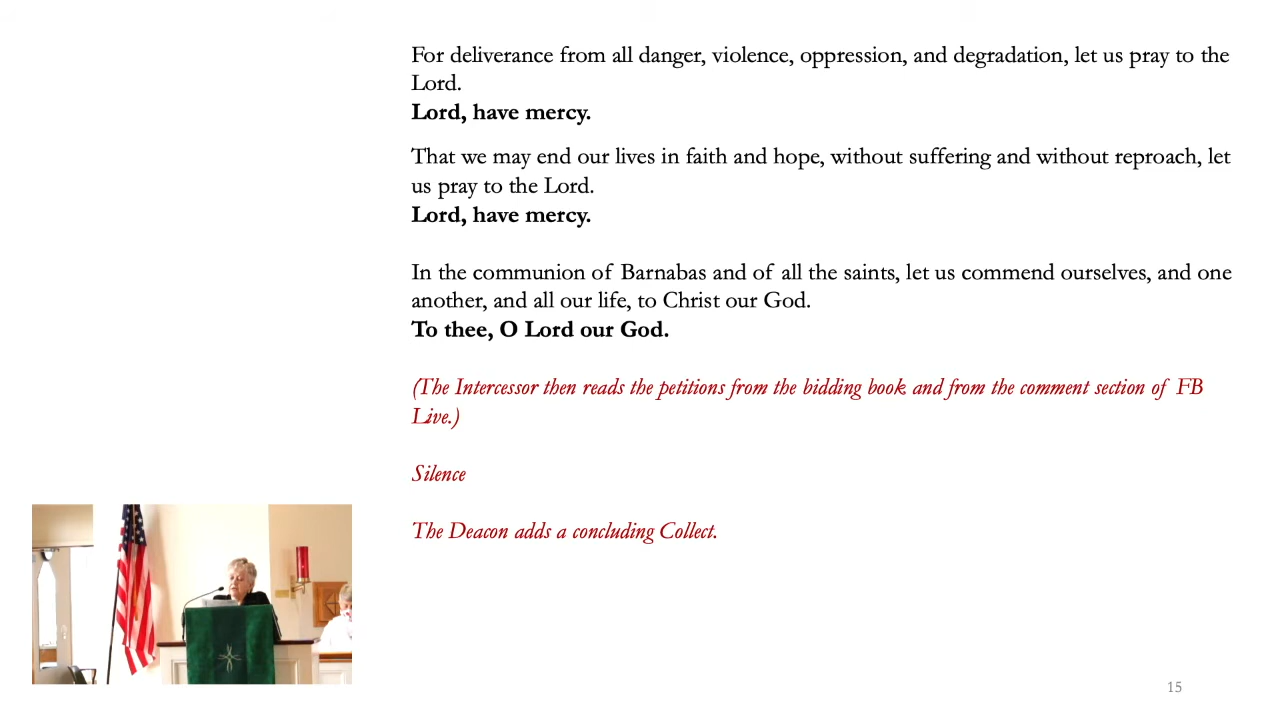 For deliverance from all danger, violence, oppression, and degradation, let us pray to the
Lord.
Lord, have mercy.
That we may end our lives in faith and hope, without suffering and without reproach, let
us pray to the Lord.
Lord, have mercy.
In the communion of Barnabas and of all the saints, let us commend ourselves, and one
another, and all our life, to Christ our God.
To thee, O Lord our God.
(The Intercessor then reads the petitions from the bidding book and from the comment section of FB
Live.)
Silence
The Deacon adds a concluding Collect.
15